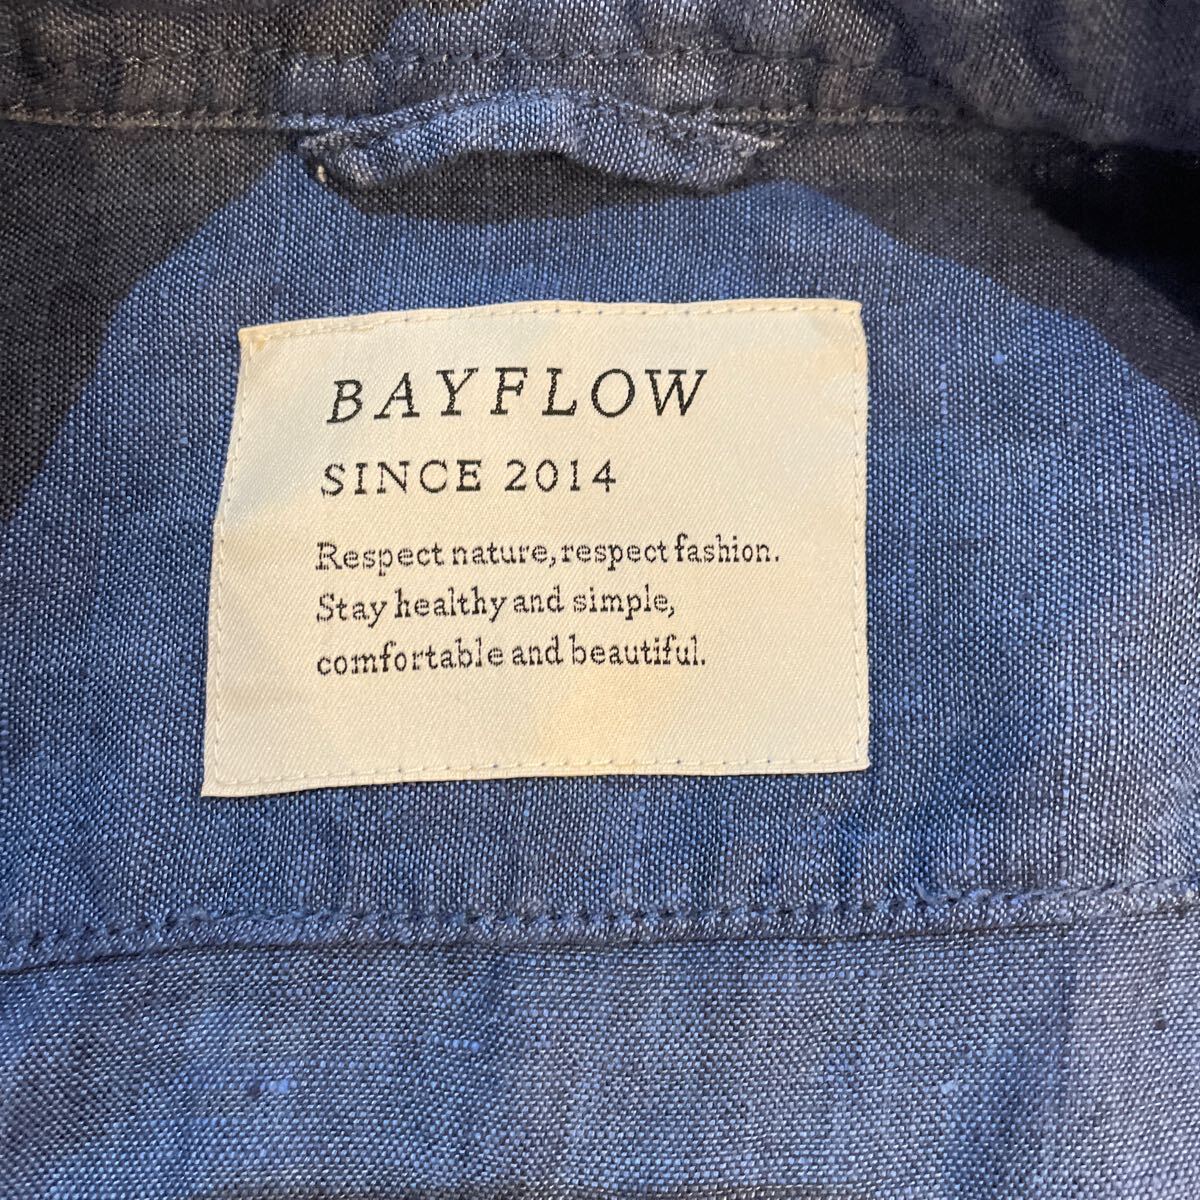 BAYFLOW
SINCE 2014
Respect nature, respect fashion.
Stay healthy and simple,
comfortable and beautiful.